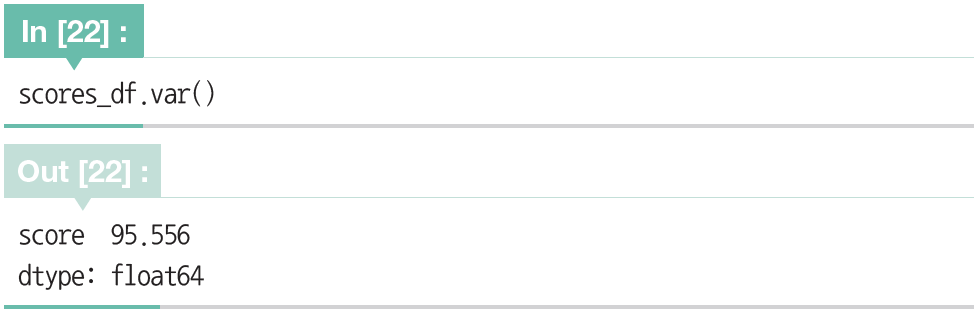 In [22] :
scores_df.var()
Out [22] :
score  95.556
dtype: float64